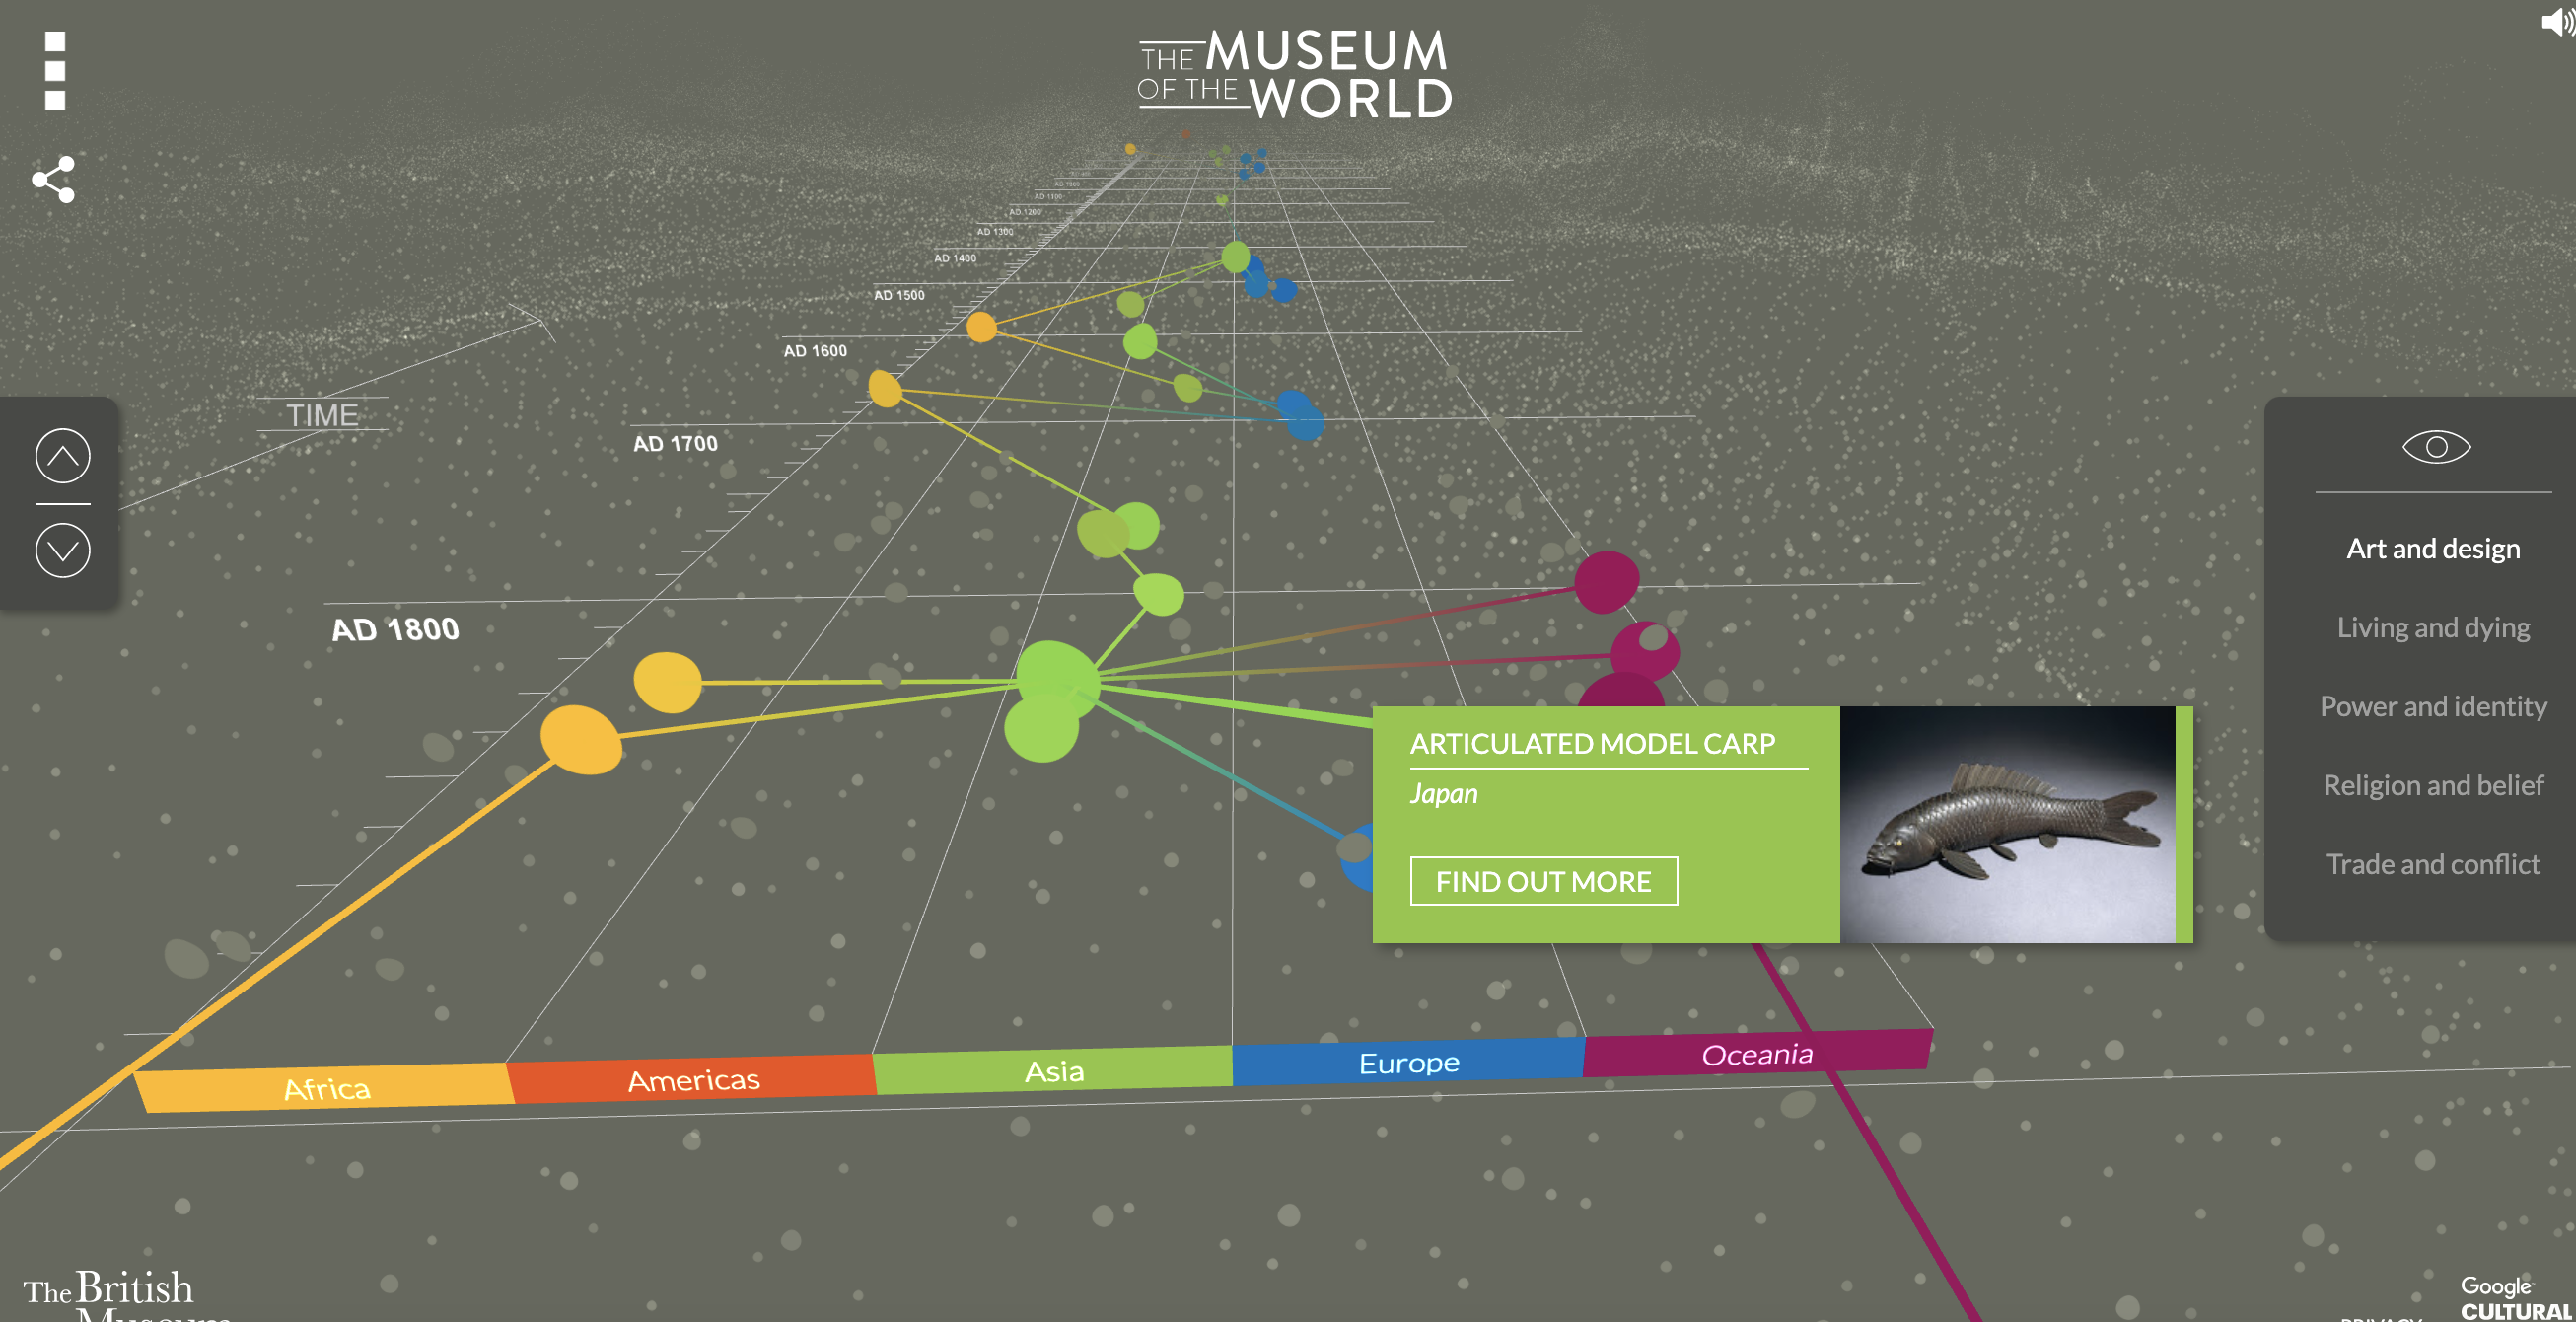 THE MUSEUM
OF THE WORLD
AD 1100
AD 1200
AD 1300
AD 1400
AD 1500
AD 1600
TIME
AD 1700
AD 1800
Art and design
Living and dying
Power and identity
Religion and belief
Trade and conflict
ARTICULATED MODEL CARP
Japan
FIND OUT MORE
Africa
Americas
Asia
Europe
Oceania
The British
Google
CULTURAL